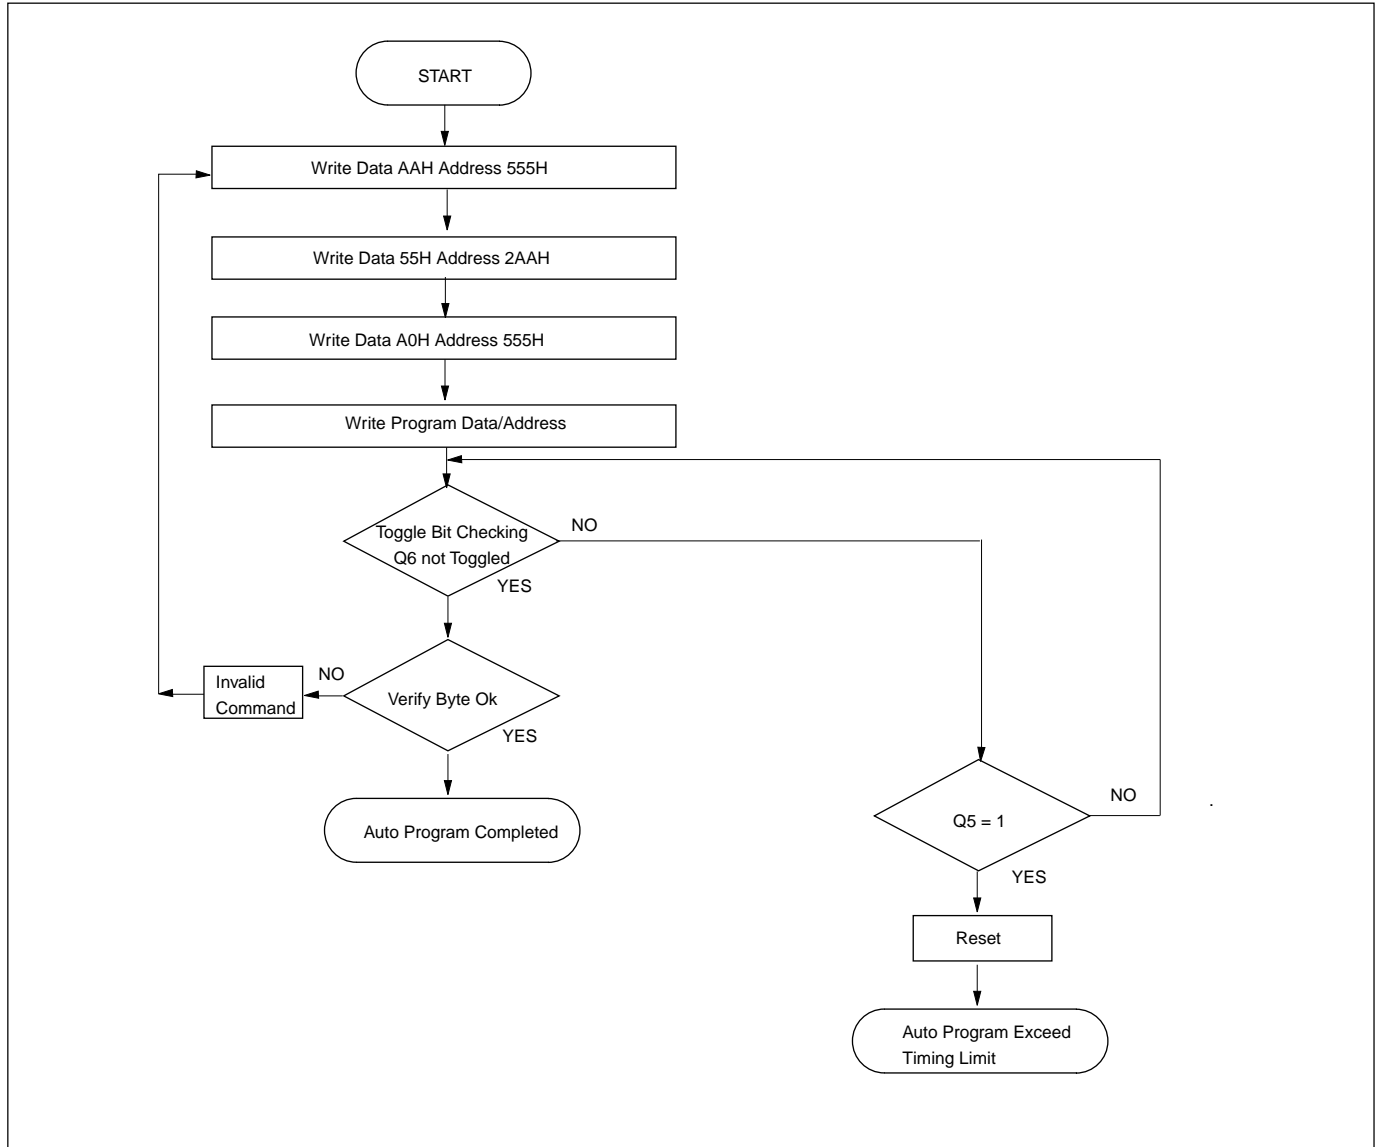 START
Write Data AAH Address 555H
Write Data 55H Address 2AAH
Write Data A0H Address 555H
Write Program Data/Address
Toggle Bit Checking
Q6 not Toggled
NO
YES
Invalid
Command
NO
Verify Byte Ok
YES
Auto Program Completed
Q5 = 1
NO
.
YES
Reset
Auto Program Exceed
Timing Limit